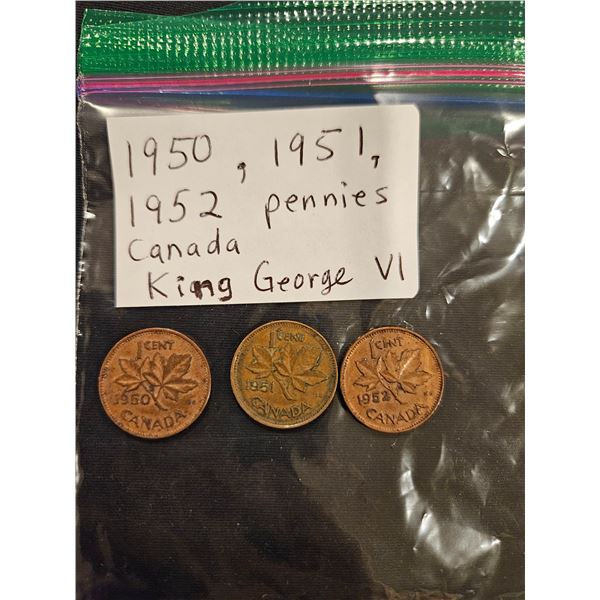 1950, 1951,
1952 pennies
Canada
King George VI
1 CENT
1950
CANADA
1 CENT
1951
CANADA
1 CENT
1952
CANADA